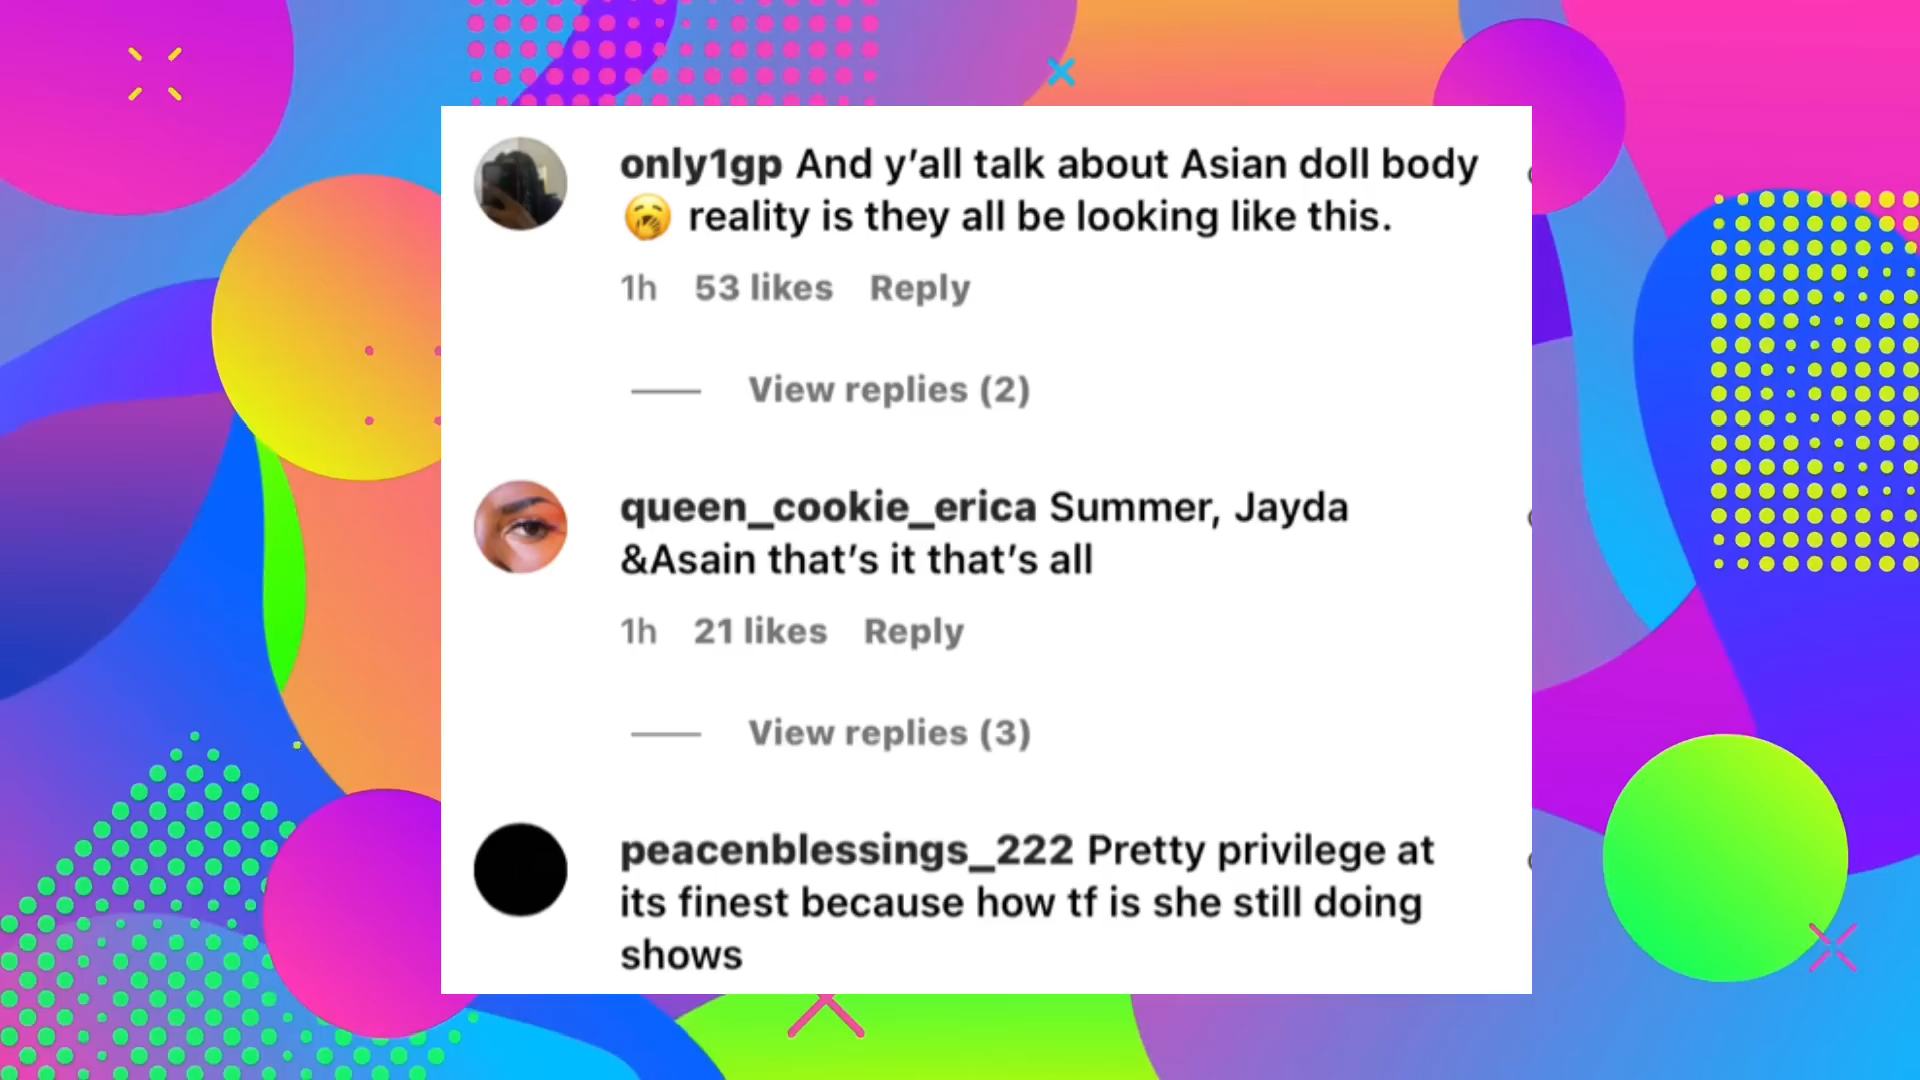 only1gp And y’all talk about Asian doll body
🥱 reality is they all be looking like this.
1h 53 likes Reply
View replies (2)
queen_cookie_erica Summer, Jayda
&Asain that’s it that’s all
1h 21 likes Reply
View replies (3)
peacenblessings_222 Pretty privilege at
its finest because how tf is she still doing
shows